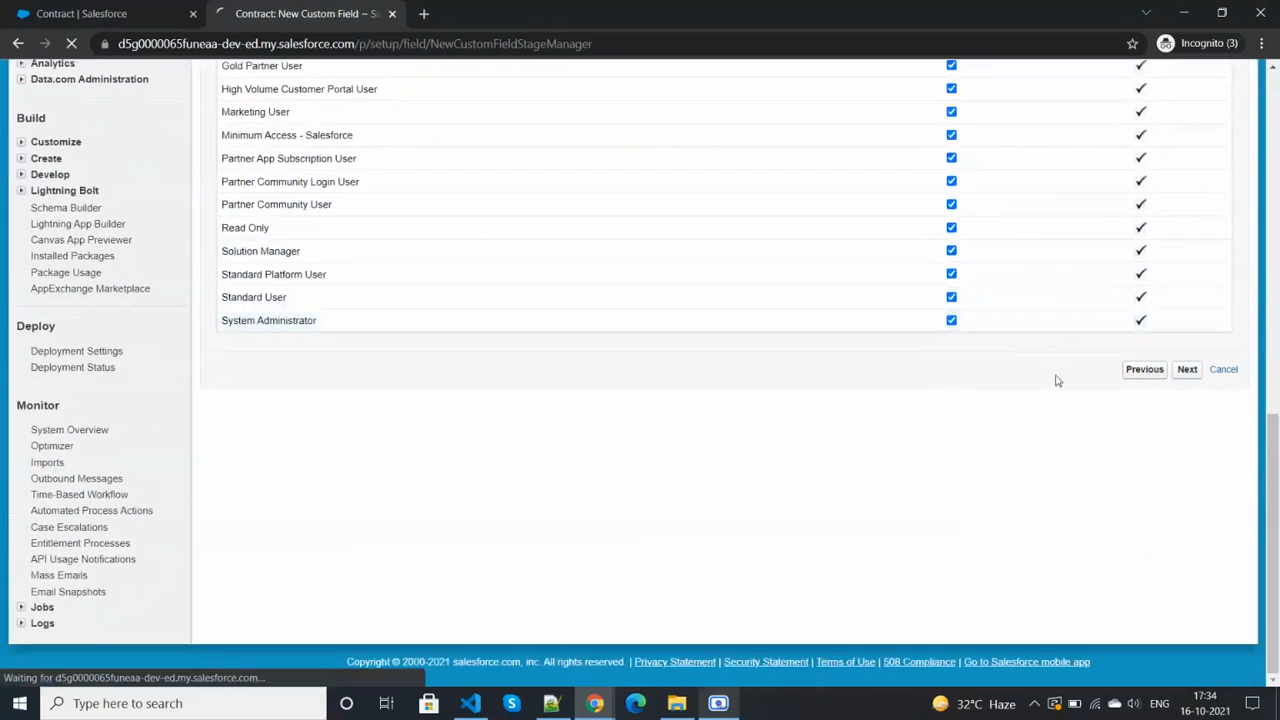 Contract | Salesforce
Contract: New Custom Field ~ Sa
d5g0000065funeaa-dev-ed.my.salesforce.com/p/setup/field/NewCustomFieldStageManager
Incognito (3)
Analytics
Data.com Administration
Build
Customize
Create
Develop
Lightning Bolt
Schema Builder
Lightning App Builder
Canvas App Previewer
Installed Packages
Package Usage
AppExchange Marketplace
Deploy
Deployment Settings
Deployment Status
Monitor
System Overview
Optimizer
Imports
Outbound Messages
Time-Based Workflow
Automated Process Actions
Case Escalations
Entitlement Processes
API Usage Notifications
Mass Emails
Email Snapshots
Jobs
Logs
Gold Partner User
High Volume Customer Portal User
Marketing User
Minimum Access - Salesforce
Partner App Subscription User
Partner Community Login User
Partner Community User
Read Only
Solution Manager
Standard Platform User
Standard User
System Administrator
Previous Next Cancel
Copyright © 2000-2021 salesforce.com, inc. All rights reserved. | Privacy Statement | Security Statement | Terms of Use | 508 Compliance | Go to Salesforce mobile app
Waiting for d5g0000065funeaa-dev-ed.my.salesforce.com...
Type here to search
32°C Haze
ENG
17:34
16-10-2021